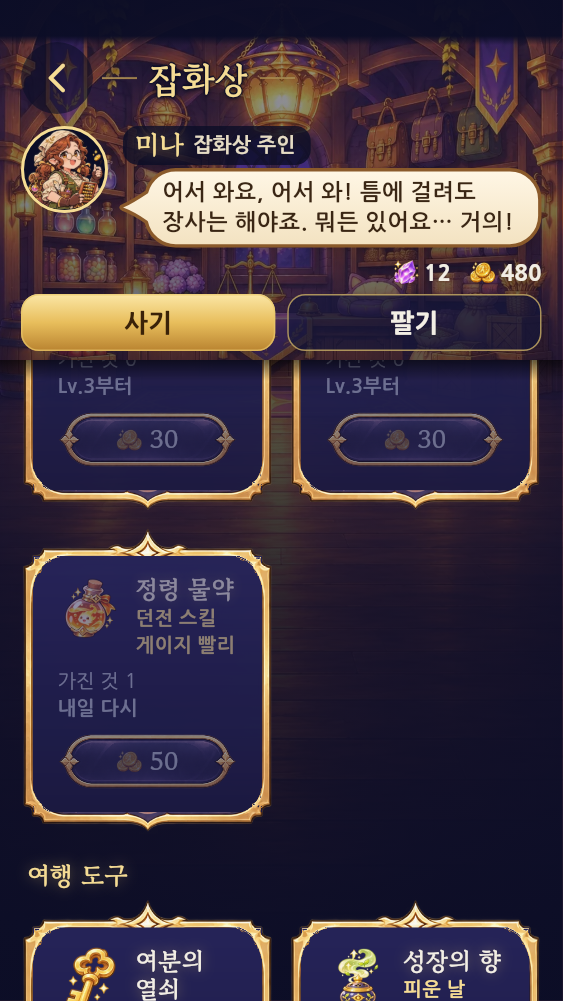 잡화상
미나 잡화상 주인
어서 와요, 어서 와! 틈에 걸려도
장사는 해야죠. 뭐든 있어요… 거의!
12 480
사기 팔기
Lv.3부터 Lv.3부터
30 30
정령 물약
던전 스킬
게이지 빨리
가진 것 1
내일 다시
50
여행 도구
여분의
열쇠
성장의 향
피운 날